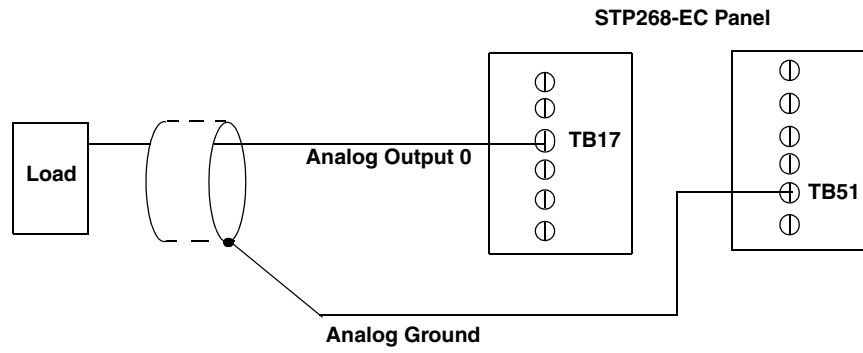 STP268-EC Panel
Load
Analog Output 0
TB17
TB51
Analog Ground